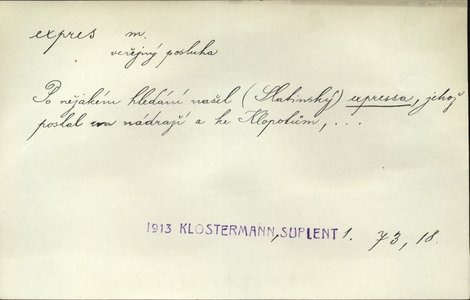 expres m.
veřejný posluha
Po nějakém hledání našel (Slatinský) expressa, jehož
poslal na nádraží a ke Klopotům, ...
1913 KLOSTERMANN, SUPLENT 1. 73, 18.